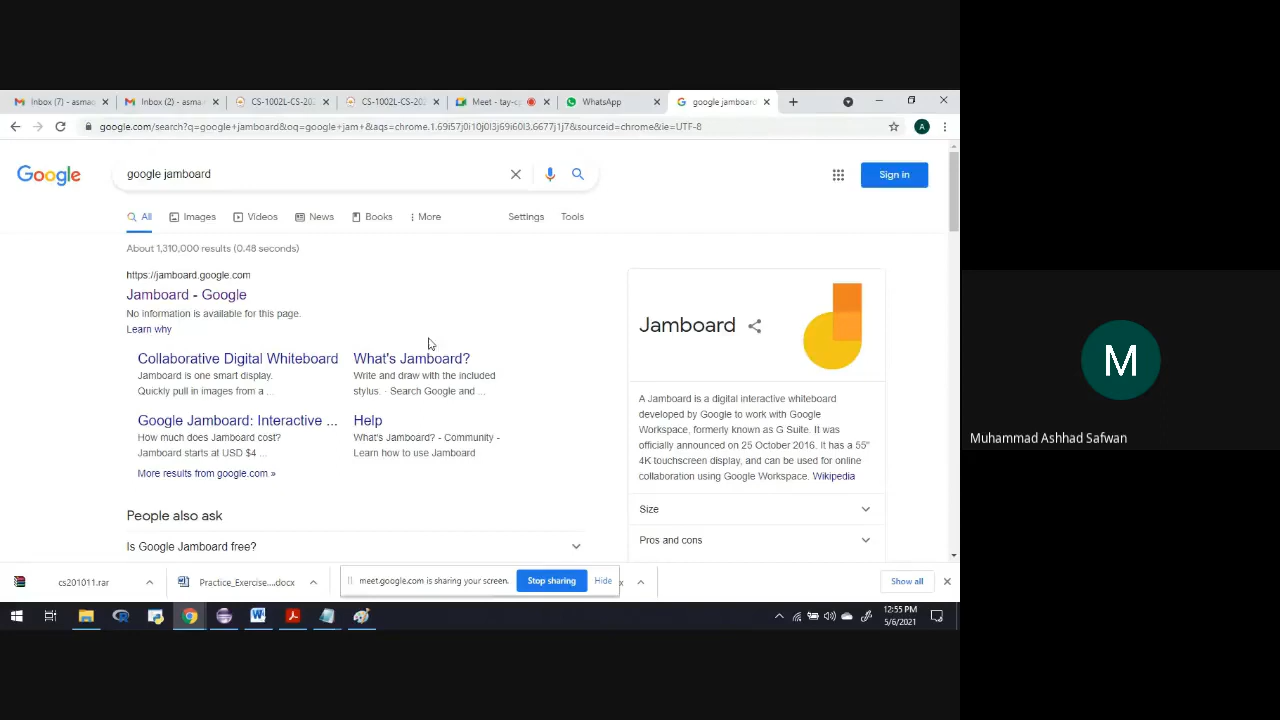 Inbox (7) - asma
Inbox (2) - asma
CS-1002L-CS-20
CS-1002L-CS-20
Meet - tay-c
WhatsApp
google jamboard
google.com/search?q=google+jamboard&oq=google+jam+&aqs=chrome.1.69i57j0i10j0l3j69i60l3.6677j1j7&sourceid=chrome&ie=UTF-8
A
Google
google jamboard
Sign in
All
Images
Videos
News
Books
More
Settings
Tools
About 1,310,000 results (0.48 seconds)
https://jamboard.google.com
Jamboard - Google
No information is available for this page.
Learn why
Collaborative Digital Whiteboard
Jamboard is one smart display.
Quickly pull in images from a ...
What's Jamboard?
Write and draw with the included
stylus. · Search Google and ...
Google Jamboard: Interactive ...
How much does Jamboard cost?
Jamboard starts at USD $4 ...
Help
What's Jamboard? - Community -
Learn how to use Jamboard
More results from google.com »
People also ask
Is Google Jamboard free?
Jamboard
A Jamboard is a digital interactive whiteboard
developed by Google to work with Google
Workspace, formerly known as G Suite. It was
officially announced on 25 October 2016. It has a 55"
4K touchscreen display, and can be used for online
collaboration using Google Workspace. Wikipedia
Size
Pros and cons
cs201011.rar
Practice_Exercise....docx
meet.google.com is sharing your screen.
Stop sharing
Hide
x
Show all
12:55 PM
5/6/2021
M
Muhammad Ashhad Safwan